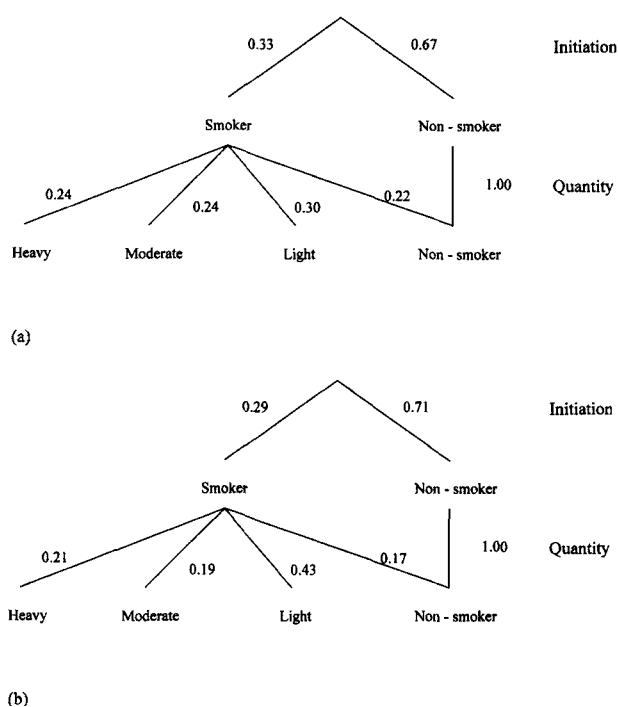 0.33 0.67 Initiation
Smoker Non - smoker
0.24 0.24 0.30 0.22 1.00 Quantity
Heavy Moderate Light Non - smoker
(a)
0.29 0.71 Initiation
Smoker Non - smoker
0.21 0.19 0.43 0.17 1.00 Quantity
Heavy Moderate Light Non - smoker
(b)